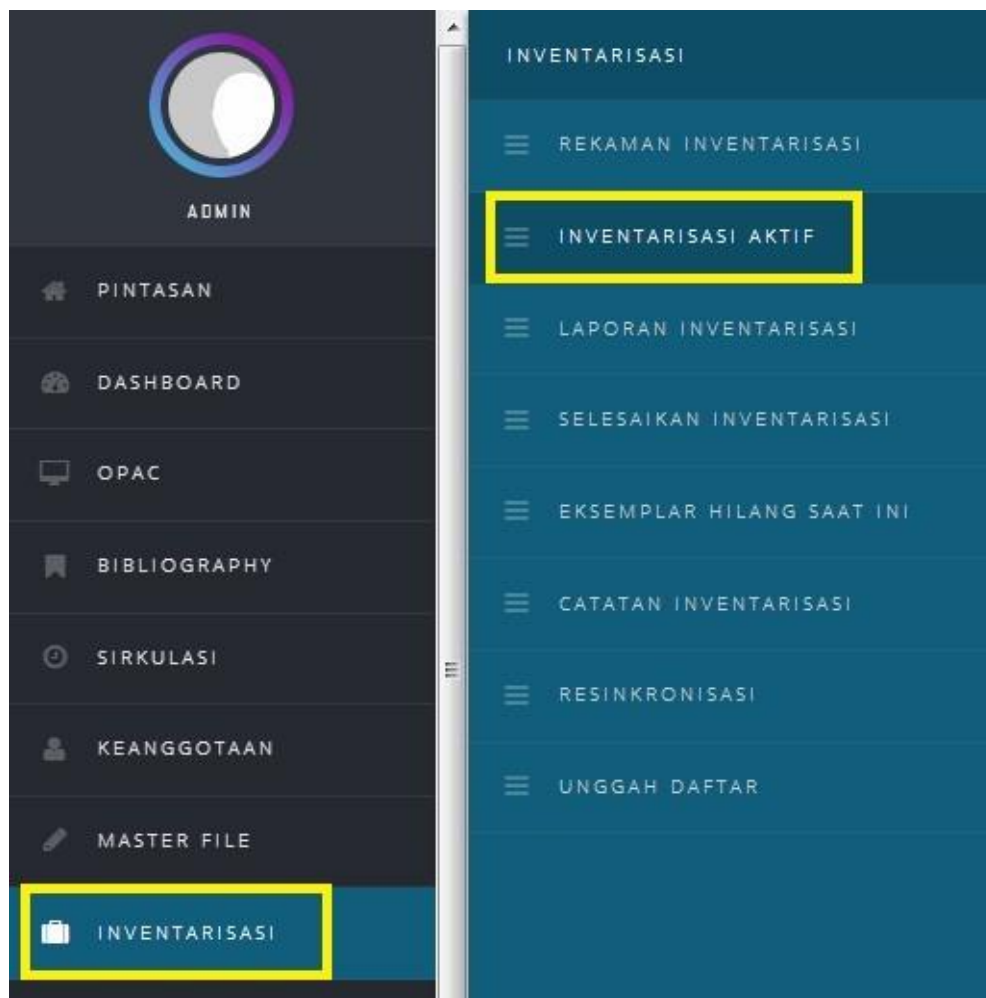 ADMIN
PINTASAN
DASHBOARD
OPAC
BIBLIOGRAPHY
SIRKULASI
KEANGGOTAAN
MASTER FILE
INVENTARISASI
INVENTARISASI
REKAMAN INVENTARISASI
INVENTARISASI AKTIF
LAPORAN INVENTARISASI
SELESAIKAN INVENTARISASI
EKSEMPLAR HILANG SAAT INI
CATATAN INVENTARISASI
RESINKRONISASI
UNGGAH DAFTAR